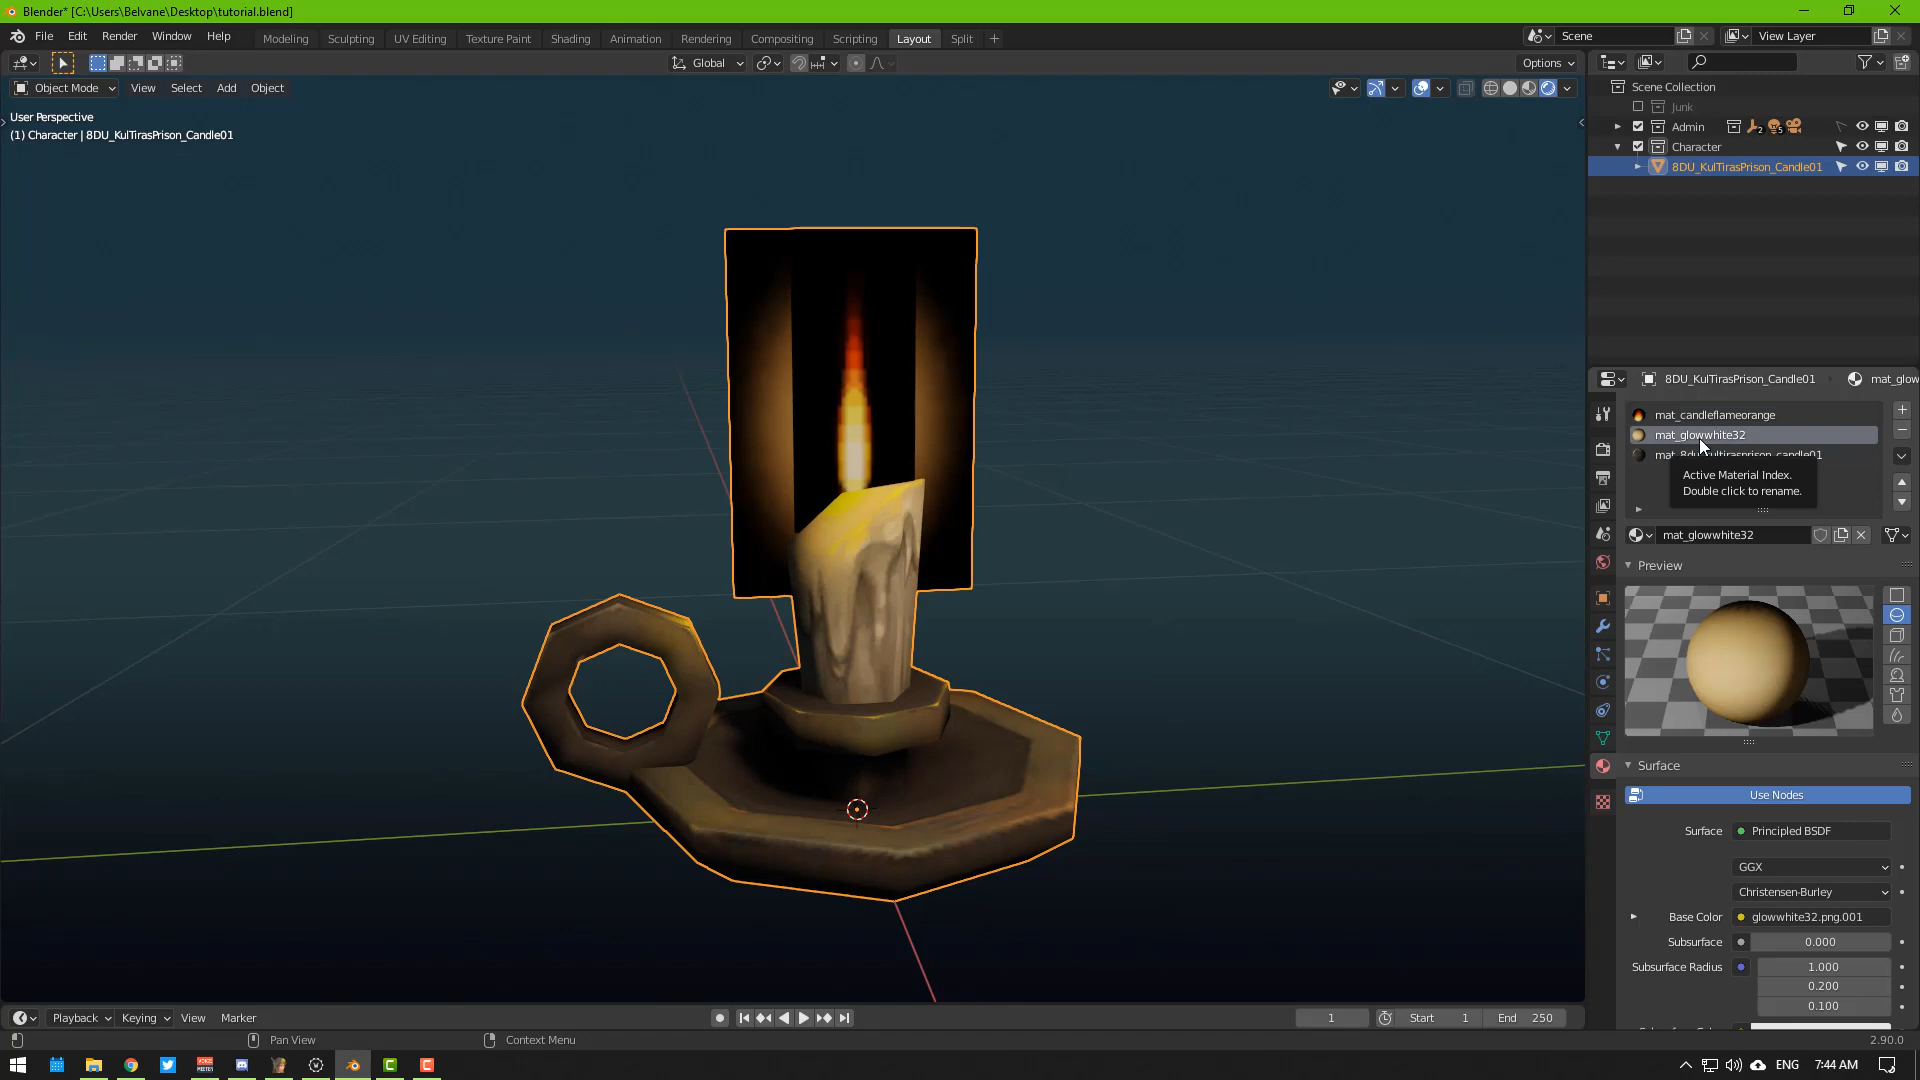 Blender* [C:\Users\Belvane\Desktop\tutorial.blend]
File Edit Render Window Help
Modeling Sculpting UV Editing Texture Paint Shading Animation Rendering Compositing Scripting Layout Split +
Scene View Layer
Global Options
Object Mode View Select Add Object
User Perspective
(1) Character | 8DU_KulTirasPrison_Candle01
Scene Collection
Junk
Admin 2 5
Character
8DU_KulTirasPrison_Candle01
8DU_KulTirasPrison_Candle01 mat_glow
mat_candleflameorange
mat_glowwhite32
mat_8du_kultirasprison_candle01
Active Material Index.
Double click to rename.
mat_glowwhite32
Preview
Surface
Use Nodes
Surface Principled BSDF
GGX
Christensen-Burley
Base Color glowwhite32.png.001
Subsurface 0.000
Subsurface Radius 1.000
0.200
0.100
Playback Keying View Marker 1 Start 1 End 250
Pan View Context Menu 2.90.0
ENG 7:44 AM